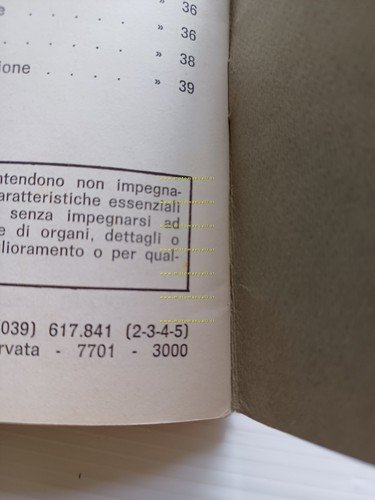 e . . . . . » 36
. . . . . » 36
. . . . . » 38
ione . . . . » 39
ntendono non impegna-
aratteristiche essenziali
senza impegnarsi ad
e di organi, dettagli o
lioramento o per qual-
039) 617.841 (2-3-4-5)
rvata - 7701 - 3000